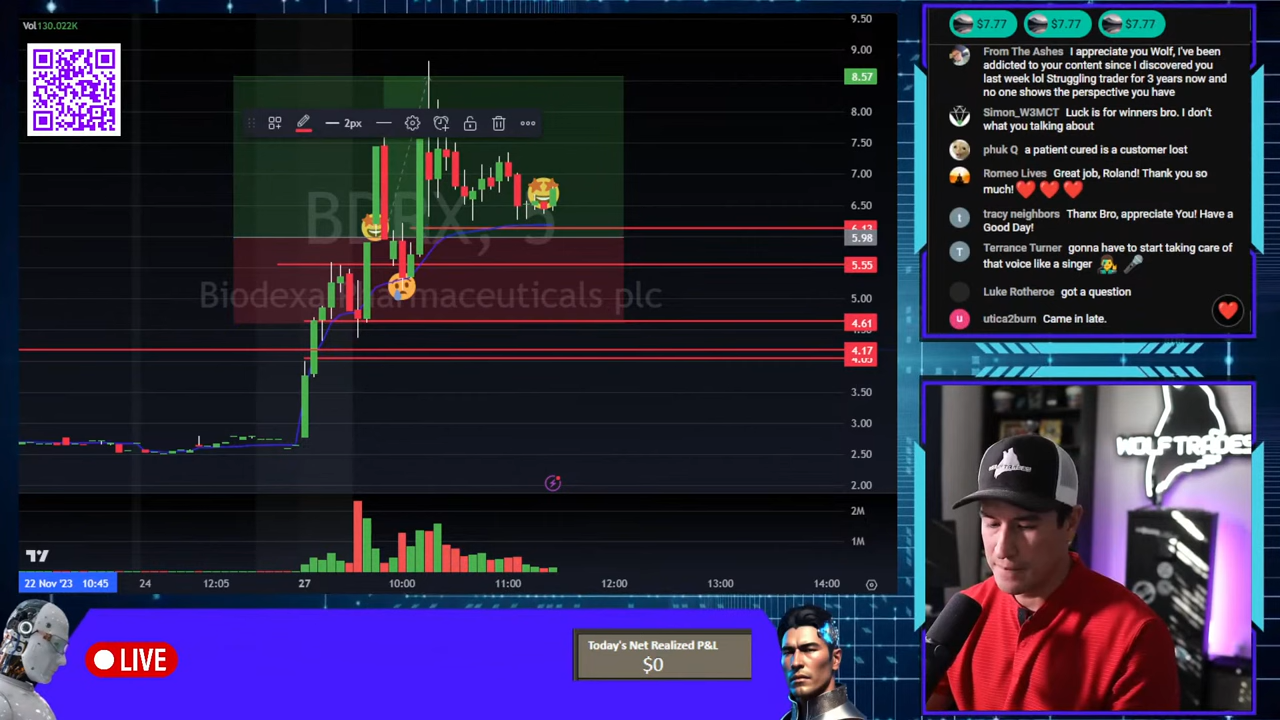 Vol130.022K
2px
BDRX, 5
Biodexa Pharmaceuticals plc
9.50
9.00
8.57
8.00
7.50
7.00
6.50
5.98
5.55
5.00
4.61
4.17
3.50
3.00
2.50
2.00
2M
1M
22 Nov '23 10:45
24
12:05
27
10:00
11:00
12:00
13:00
14:00
LIVE
Today's Net Realized P&L
$0
$7.77
$7.77
$7.77
From The Ashes I appreciate you Wolf, I've been
addicted to your content since I discovered you
last week lol Struggling trader for 3 years now and
no one shows the perspective you have
Simon_W3MCT Luck is for winners bro. I don't
what you talking about
phuk Q a patient cured is a customer lost
Romeo Lives Great job, Roland! Thank you so
much!
t
tracy neighbors Thanx Bro, appreciate You! Have a
Good Day!
T
Terrance Turner gonna have to start taking care of
that voice like a singer
Luke Rotheroe got a question
u
utica2burn Came in late.
WOLF TRADES